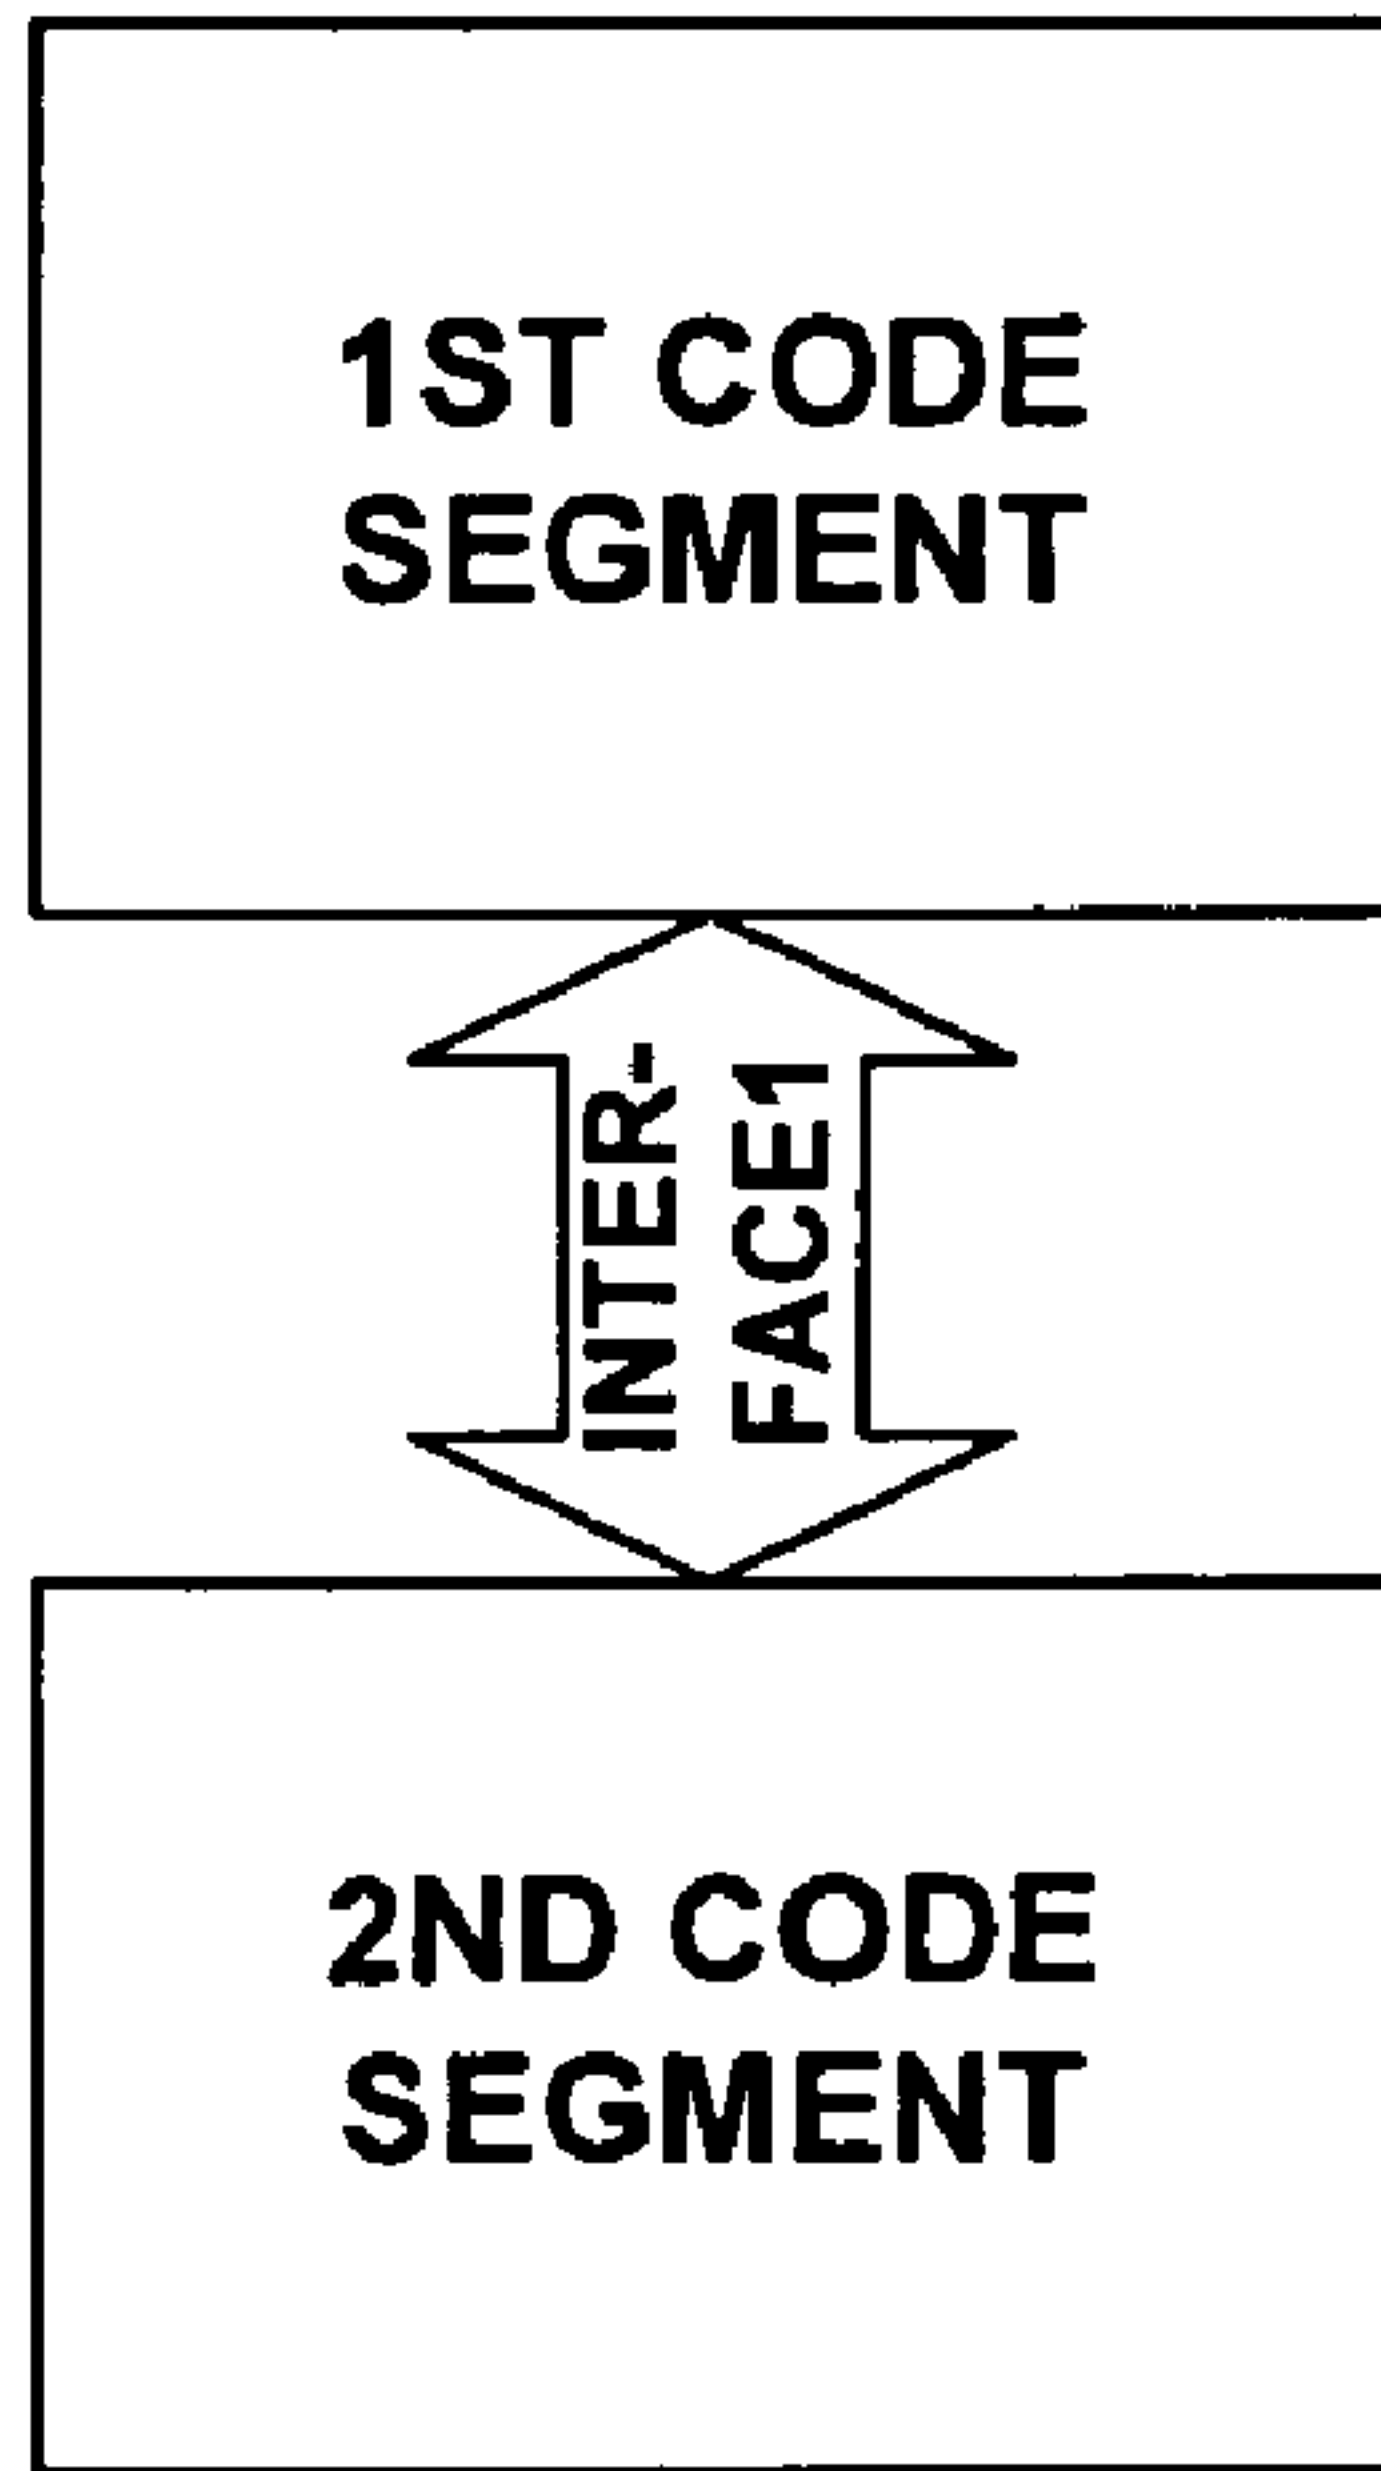 1ST CODE
SEGMENT
INTER-
FACE1
2ND CODE
SEGMENT